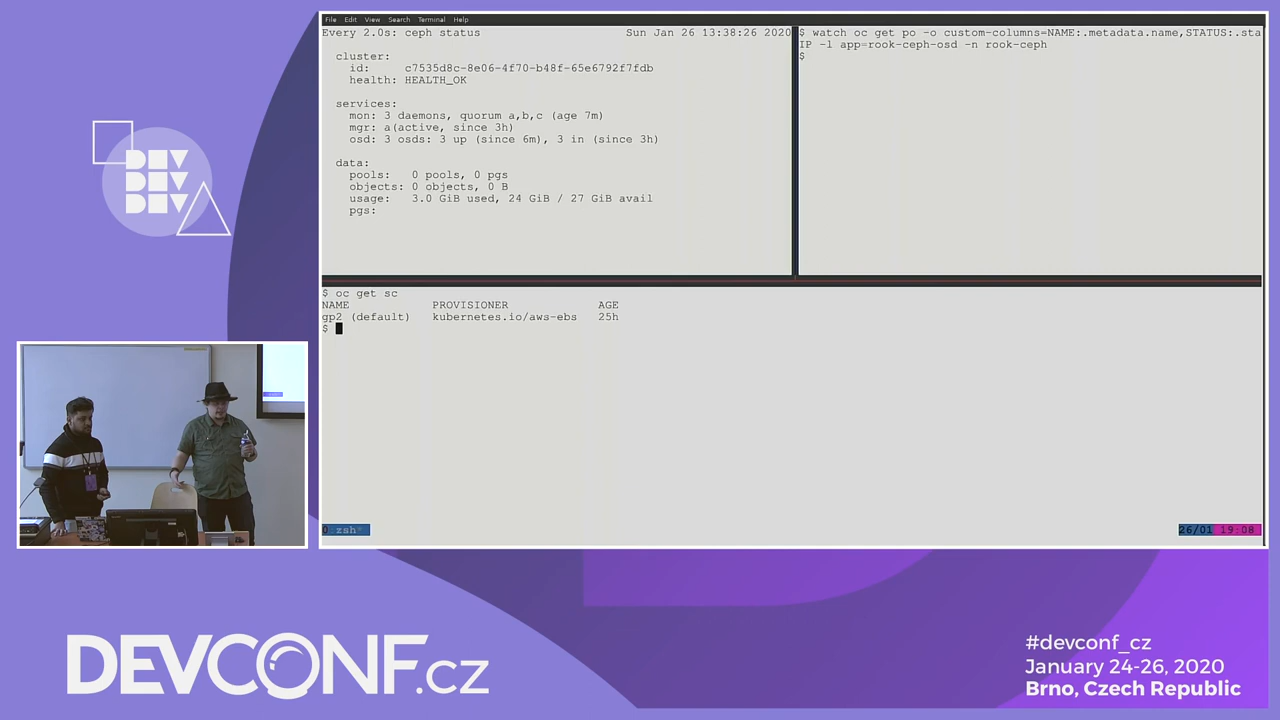 DEV
DEV
DEV
File Edit View Search Terminal Help
Every 2.0s: ceph status Sun Jan 26 13:38:26 2020
cluster:
id: c7535d8c-8e06-4f70-b48f-65e6792f7fdb
health: HEALTH_OK
services:
mon: 3 daemons, quorum a,b,c (age 7m)
mgr: a(active, since 3h)
osd: 3 osds: 3 up (since 6m), 3 in (since 3h)
data:
pools: 0 pools, 0 pgs
objects: 0 objects, 0 B
usage: 3.0 GiB used, 24 GiB / 27 GiB avail
pgs:
$ watch oc get po -o custom-columns=NAME:.metadata.name,STATUS:.sta
IP -l app=rook-ceph-osd -n rook-ceph
$
$ oc get sc
NAME PROVISIONER AGE
gp2 (default) kubernetes.io/aws-ebs 25h
$
0 zsh* 26/01 19:08
DEVCONF.cz
#devconf_cz
January 24-26, 2020
Brno, Czech Republic